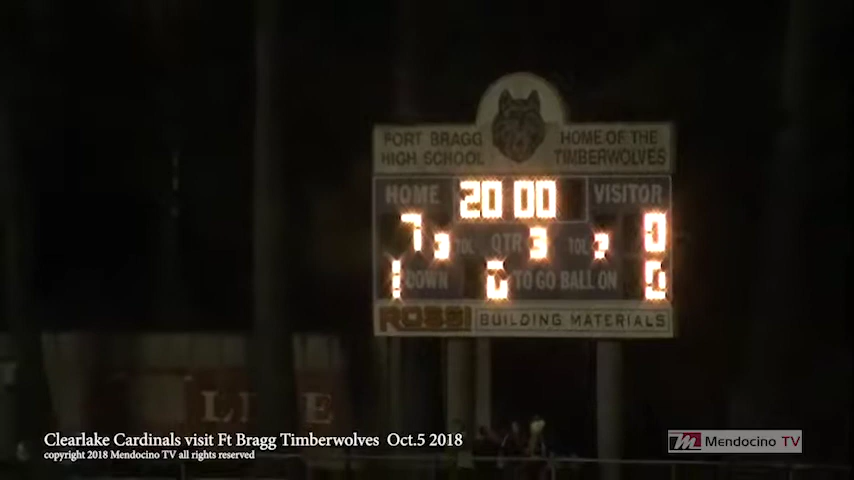 FORT BRAGG HIGH SCHOOL
HOME OF THE TIMBERWOLVES
HOME 20 00 VISITOR
7 3 TOL QTR 3 TOL 0
1 DOWN TO GO BALL ON
ROSSI BUILDING MATERIALS
Clearlake Cardinals visit Ft Bragg Timberwolves Oct.5 2018
copyright 2018 Mendocino TV all rights reserved
M Mendocino TV